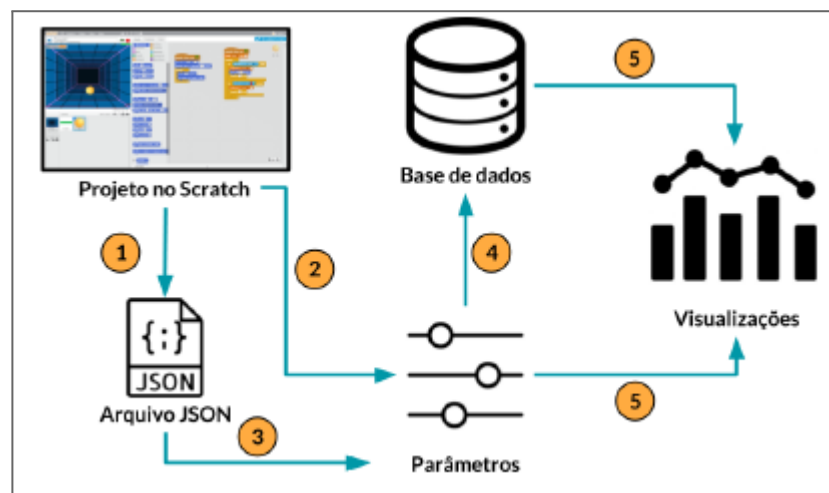 Projeto no Scratch
Base de dados
5
1
2
4
Visualizações
{;}
JSON
Arquivo JSON
3
Parâmetros
5